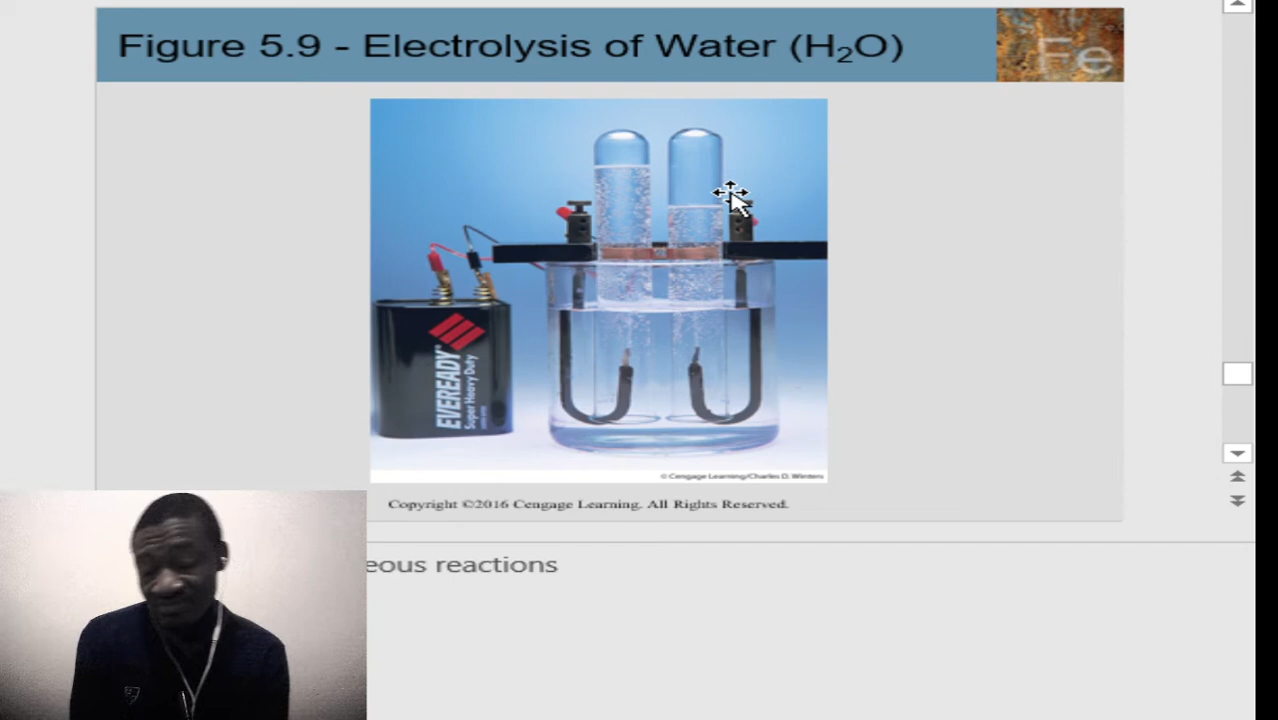 Figure 5.9 - Electrolysis of Water (H₂O)
Fe
EVEREADY
Super Heavy Duty
© Cengage Learning/Charles D. Winters
Copyright ©2016 Cengage Learning. All Rights Reserved.
eous reactions